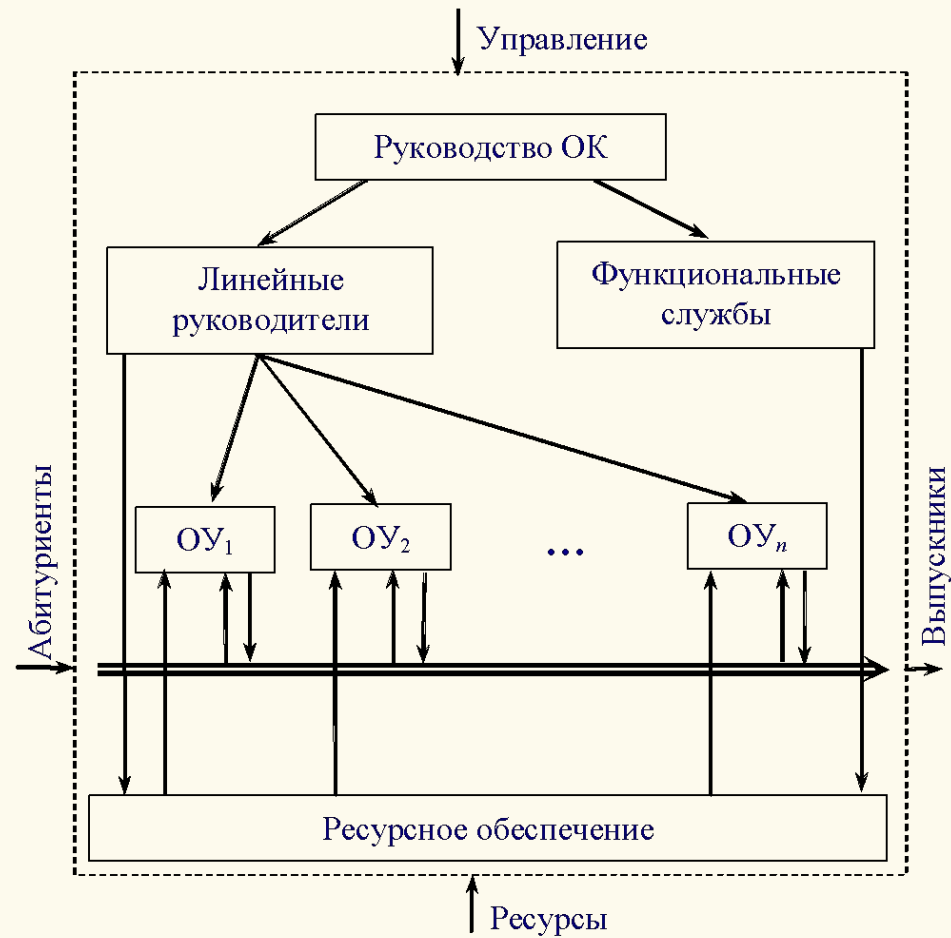 Управление
Руководство ОК
Линейные
руководители
Функциональные
службы
Абитуриенты
ОУ1
ОУ2
...
ОУn
Выпускники
Ресурсное обеспечение
Ресурсы